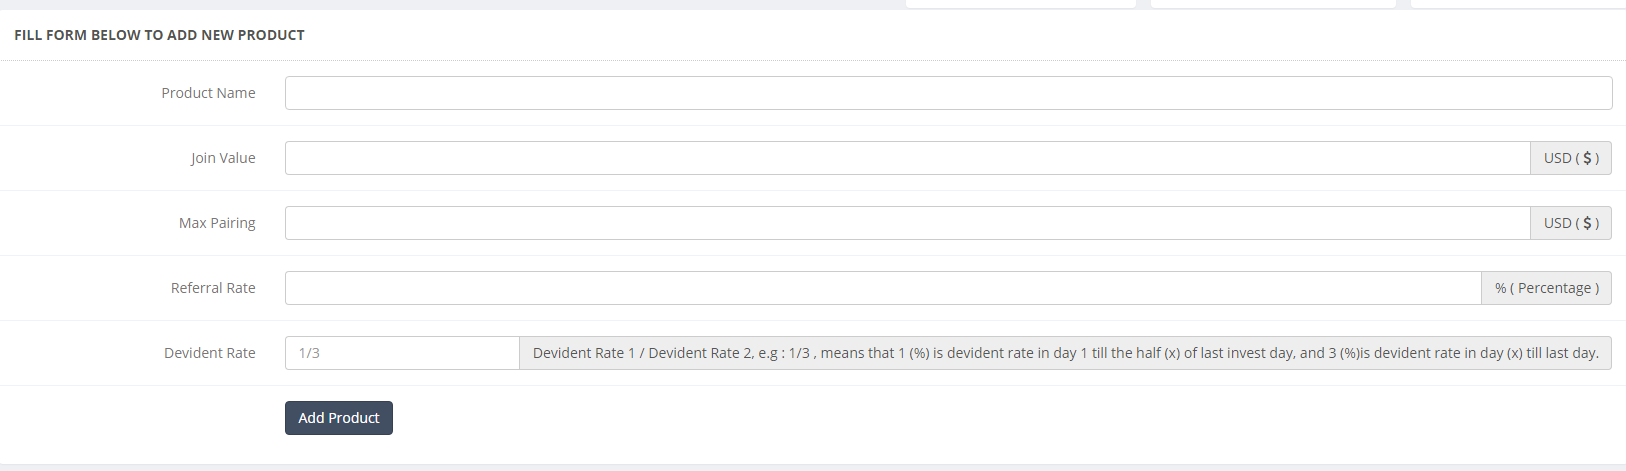 FILL FORM BELOW TO ADD NEW PRODUCT
Product Name
Join Value USD ( $ )
Max Pairing USD ( $ )
Referral Rate % ( Percentage )
Devident Rate 1/3 Devident Rate 1 / Devident Rate 2, e.g : 1/3 , means that 1 (%) is devident rate in day 1 till the half (x) of last invest day, and 3 (%)is devident rate in day (x) till last day.
Add Product